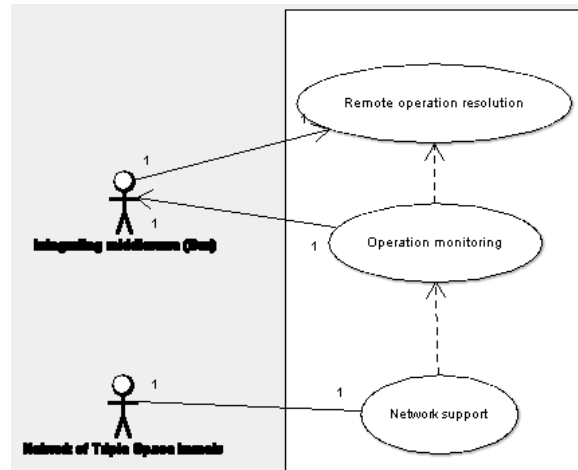 Remote operation resolution
1
1
Integrating middleware (Bus)
1
1
Operation monitoring
Network of Triple Space kernels
1
1
Network support